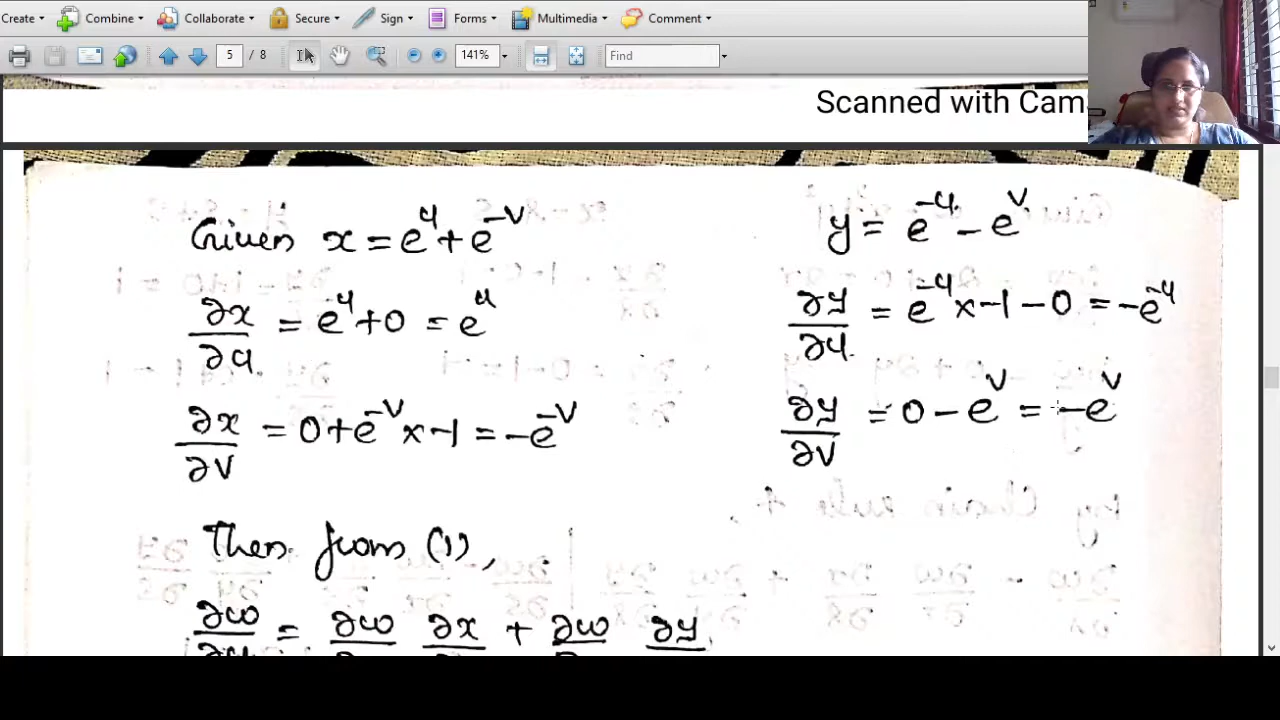 Create Combine Collaborate Secure Sign Forms Multimedia Comment
5 / 8 141% Find
Scanned with Cam
Given x = e^u + e^-v
y = e^-u - e^v
∂x/∂u = e^u + 0 = e^u
∂y/∂u = e^-u x -1 - 0 = -e^-u
∂x/∂v = 0 + e^-v x -1 = -e^-v
∂y/∂v = 0 - e^v = -e^v
Then from (1),
∂w/∂u = ∂w ∂x + ∂w ∂y